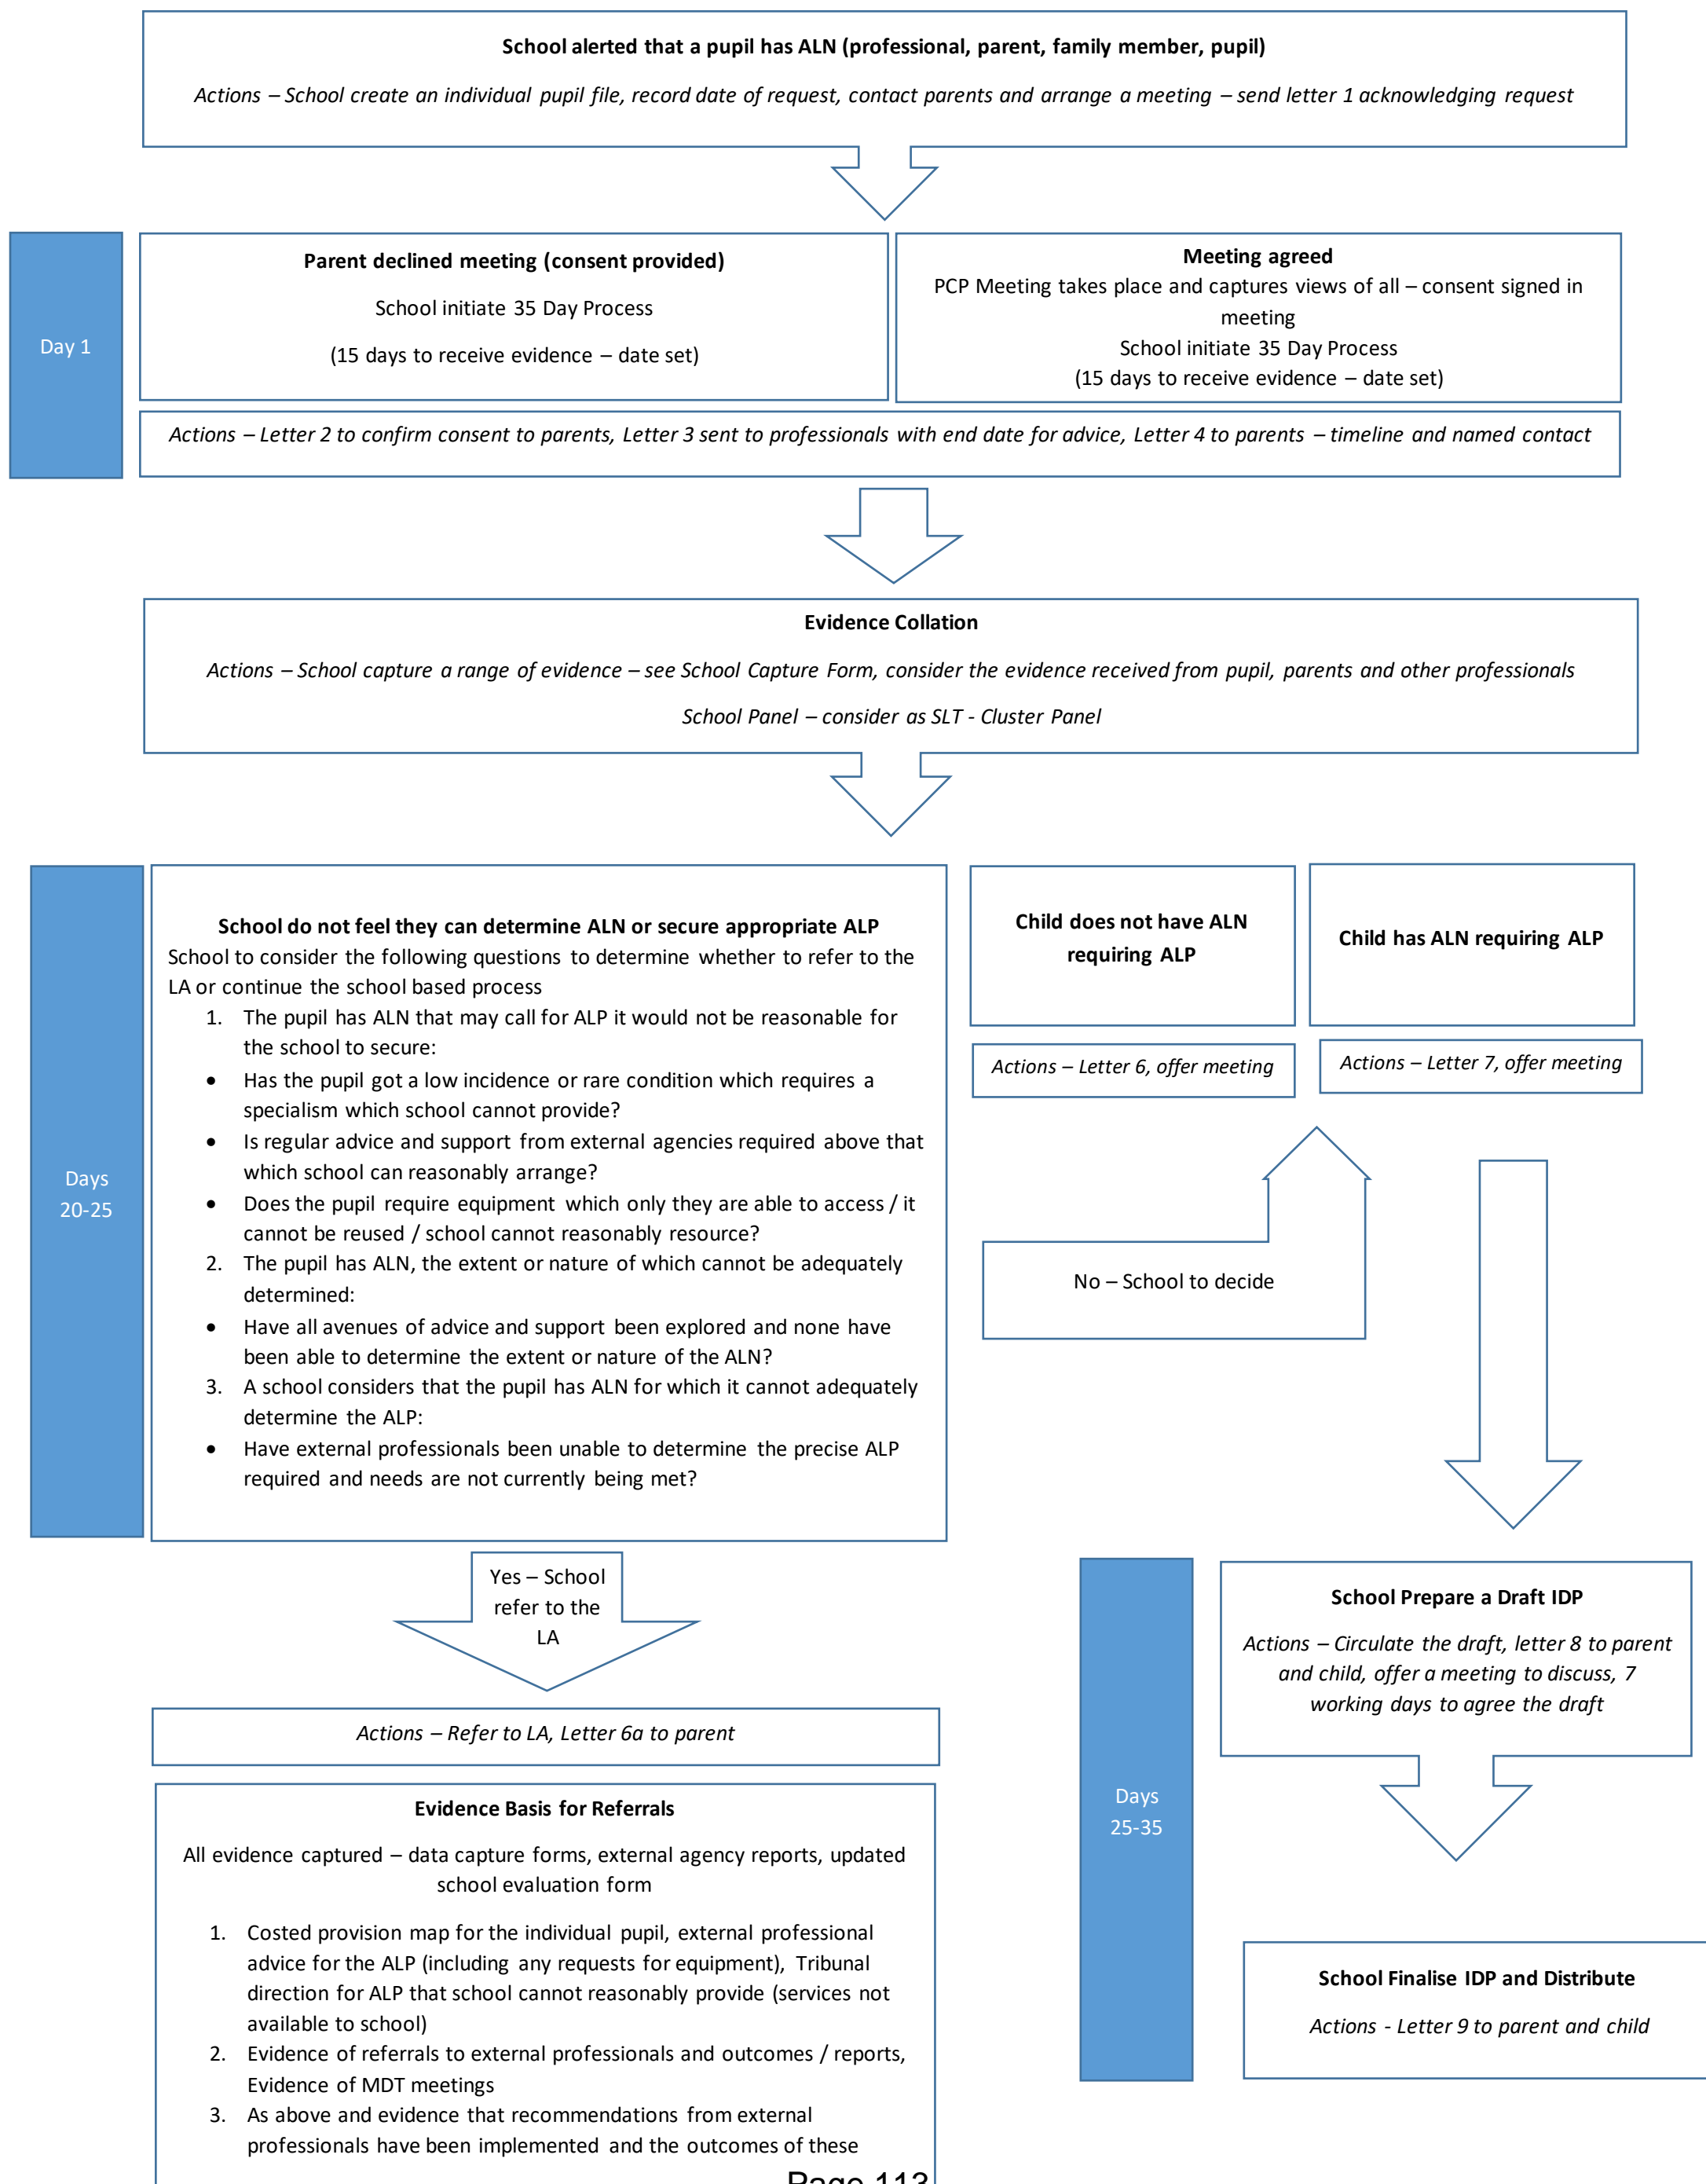 School alerted that a pupil has ALN (professional, parent, family member, pupil)
Actions – School create an individual pupil file, record date of request, contact parents and arrange a meeting – send letter 1 acknowledging request
Day 1
Parent declined meeting (consent provided)
School initiate 35 Day Process
(15 days to receive evidence – date set)
Meeting agreed
PCP Meeting takes place and captures views of all – consent signed in
meeting
School initiate 35 Day Process
(15 days to receive evidence – date set)
Actions – Letter 2 to confirm consent to parents, Letter 3 sent to professionals with end date for advice, Letter 4 to parents – timeline and named contact
Evidence Collation
Actions – School capture a range of evidence – see School Capture Form, consider the evidence received from pupil, parents and other professionals
School Panel – consider as SLT - Cluster Panel
Days
20-25
School do not feel they can determine ALN or secure appropriate ALP
School to consider the following questions to determine whether to refer to the
LA or continue the school based process
1. The pupil has ALN that may call for ALP it would not be reasonable for
the school to secure:
• Has the pupil got a low incidence or rare condition which requires a
specialism which school cannot provide?
• Is regular advice and support from external agencies required above that
which school can reasonably arrange?
• Does the pupil require equipment which only they are able to access / it
cannot be reused / school cannot reasonably resource?
2. The pupil has ALN, the extent or nature of which cannot be adequately
determined:
• Have all avenues of advice and support been explored and none have
been able to determine the extent or nature of the ALN?
3. A school considers that the pupil has ALN for which it cannot adequately
determine the ALP:
• Have external professionals been unable to determine the precise ALP
required and needs are not currently being met?
Child does not have ALN
requiring ALP
Actions – Letter 6, offer meeting
Child has ALN requiring ALP
Actions – Letter 7, offer meeting
No – School to decide
Yes – School
refer to the
LA
Actions – Refer to LA, Letter 6a to parent
Evidence Basis for Referrals
All evidence captured – data capture forms, external agency reports, updated
school evaluation form
1. Costed provision map for the individual pupil, external professional
advice for the ALP (including any requests for equipment), Tribunal
direction for ALP that school cannot reasonably provide (services not
available to school)
2. Evidence of referrals to external professionals and outcomes / reports,
Evidence of MDT meetings
3. As above and evidence that recommendations from external
professionals have been implemented and the outcomes of these
Days
25-35
School Prepare a Draft IDP
Actions – Circulate the draft, letter 8 to parent
and child, offer a meeting to discuss, 7
working days to agree the draft
School Finalise IDP and Distribute
Actions - Letter 9 to parent and child
Page 113